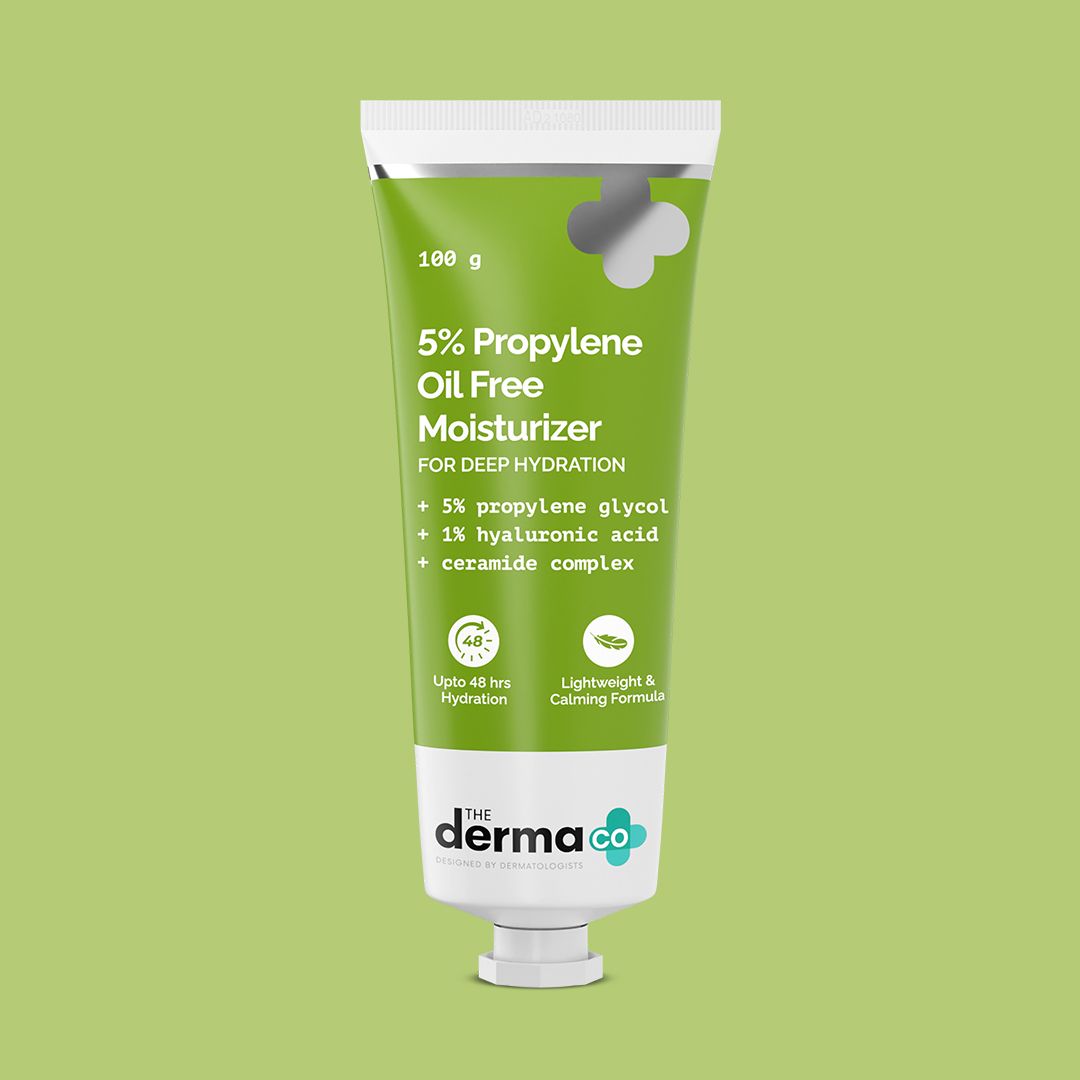 100 g
5% Propylene
Oil Free
Moisturizer
FOR DEEP HYDRATION
+ 5% propylene glycol
+ 1% hyaluronic acid
+ ceramide complex
48
Upto 48 hrs
Hydration
Lightweight &
Calming Formula
THE
derma co
DESIGNED BY DERMATOLOGISTS